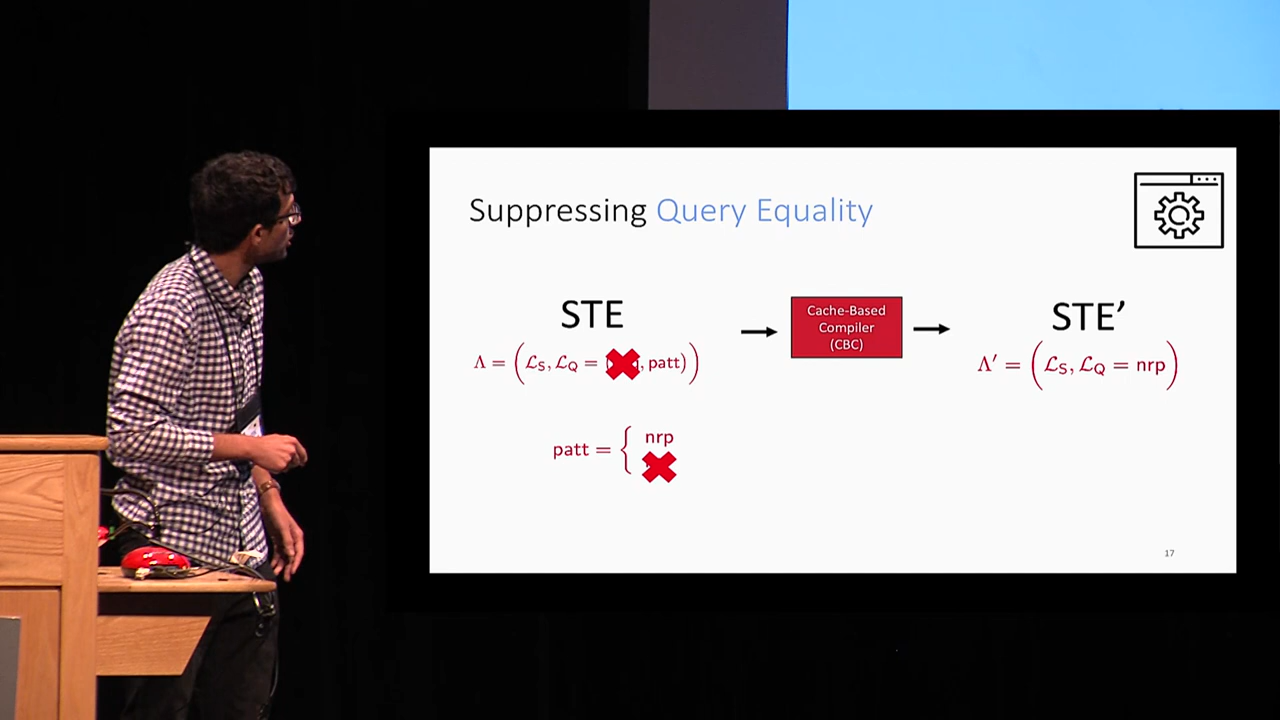 Suppressing Query Equality
STE
Λ = (ℒS, ℒQ = , patt))
patt = { nrp
Cache-Based
Compiler
(CBC)
STE’
Λ′ = (ℒS, ℒQ = nrp)
17